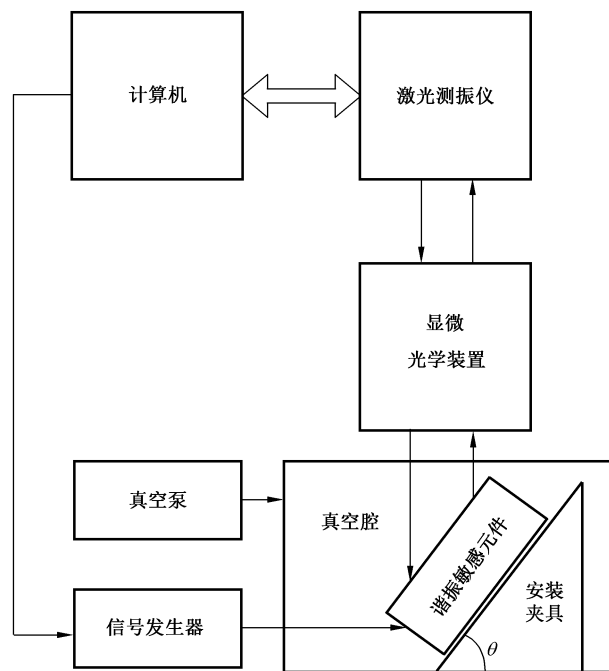 计算机
激光测振仪
显微
光学装置
真空泵
真空腔
谐振敏感元件
安装
夹具
信号发生器
θ